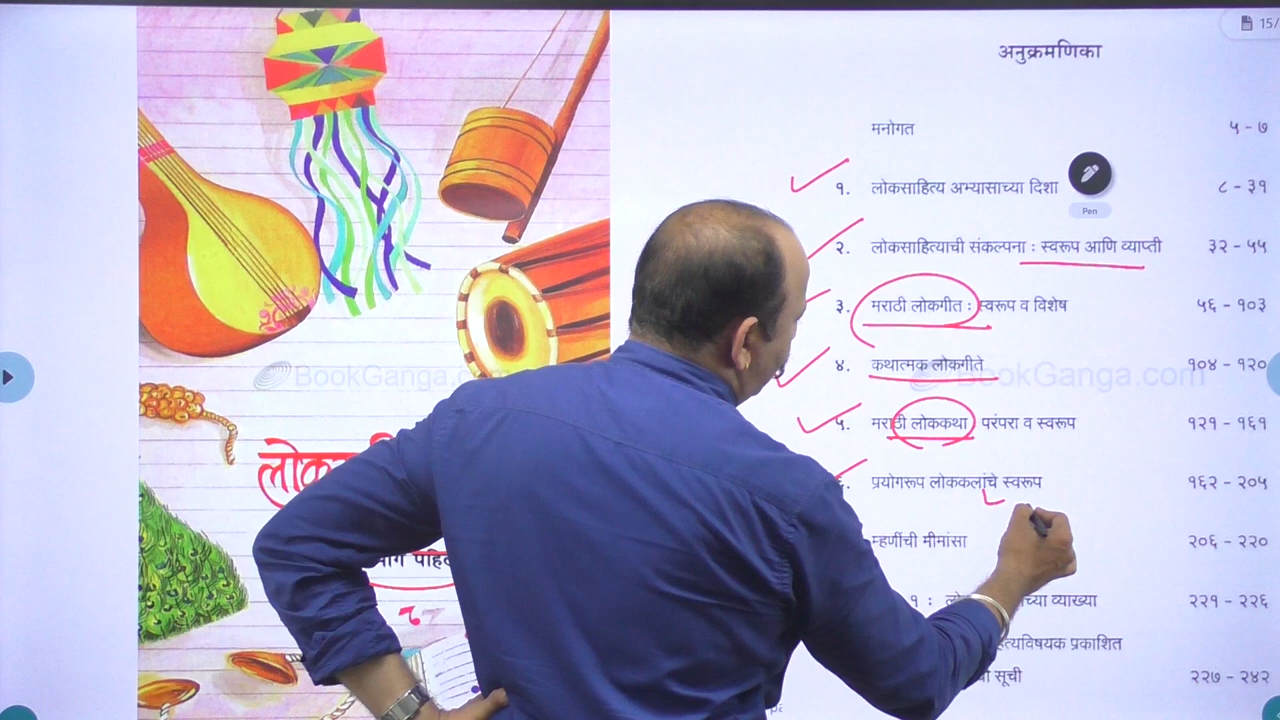 15/
अनुक्रमणिका
मनोगत ५ - ७
१. लोकसाहित्य अभ्यासाच्या दिशा ८ - ३१
Pen
२. लोकसाहित्याची संकल्पना : स्वरूप आणि व्याप्ती ३२ - ५५
३. मराठी लोकगीत : स्वरूप व विशेष ५६ - १०३
४. कथात्मक लोकगीते १०४ - १२०
BookGanga.
BookGanga.com
५. मराठी लोककथा परंपरा व स्वरूप १२१ - १६१
प्रयोगरूप लोककलांचे स्वरूप १६२ - २०५
म्हणींची मीमांसा २०६ - २२०
१ : व्याख्या २२१ - २२६
प्रकाशित
सूची २२७ - २४२